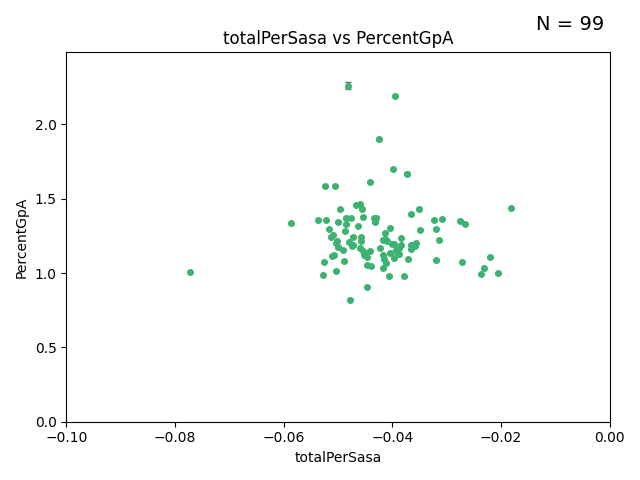 N = 99
totalPerSasa vs PercentGpA
PercentGpA
2.0
1.5
1.0
0.5
0.0
−0.10 −0.08 −0.06 −0.04 −0.02 0.00
totalPerSasa